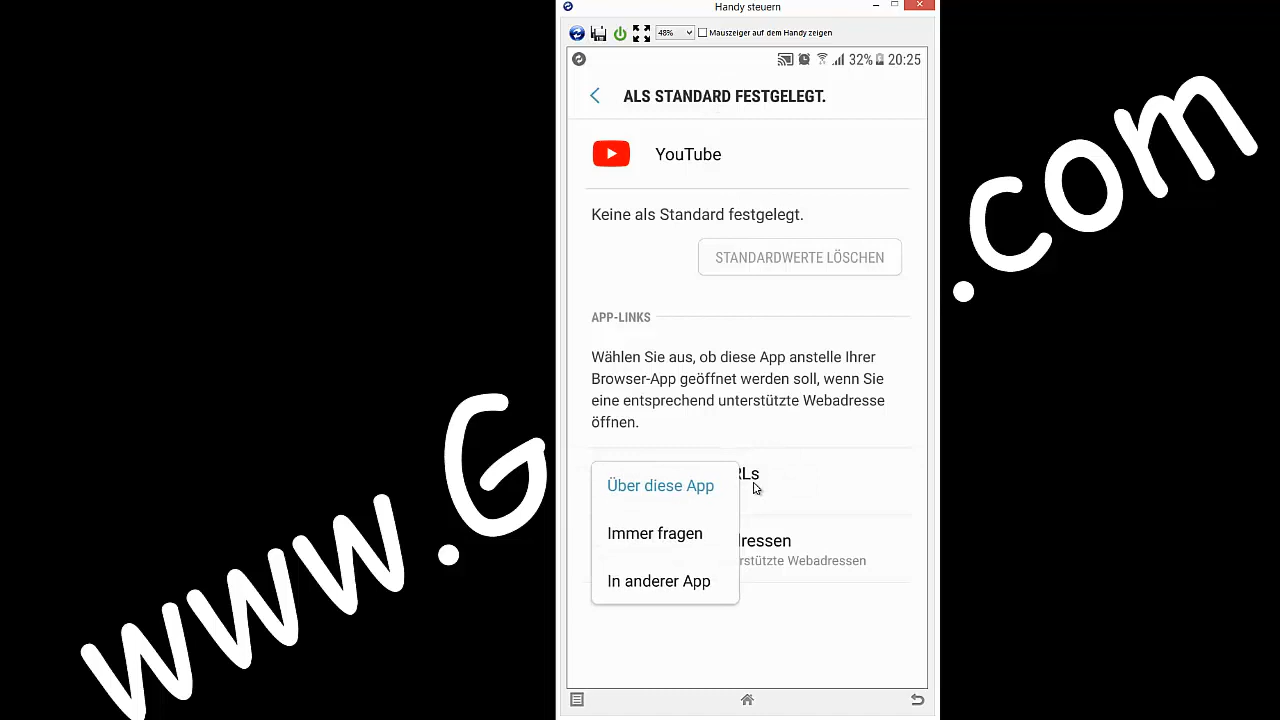 Handy steuern
48%
Mauszeiger auf dem Handy zeigen
32% 20:25
ALS STANDARD FESTGELEGT.
YouTube
Keine als Standard festgelegt.
STANDARDWERTE LÖSCHEN
APP-LINKS
Wählen Sie aus, ob diese App anstelle Ihrer
Browser-App geöffnet werden soll, wenn Sie
eine entsprechend unterstützte Webadresse
öffnen.
Über diese App
Immer fragen
In anderer App
www.G
.com